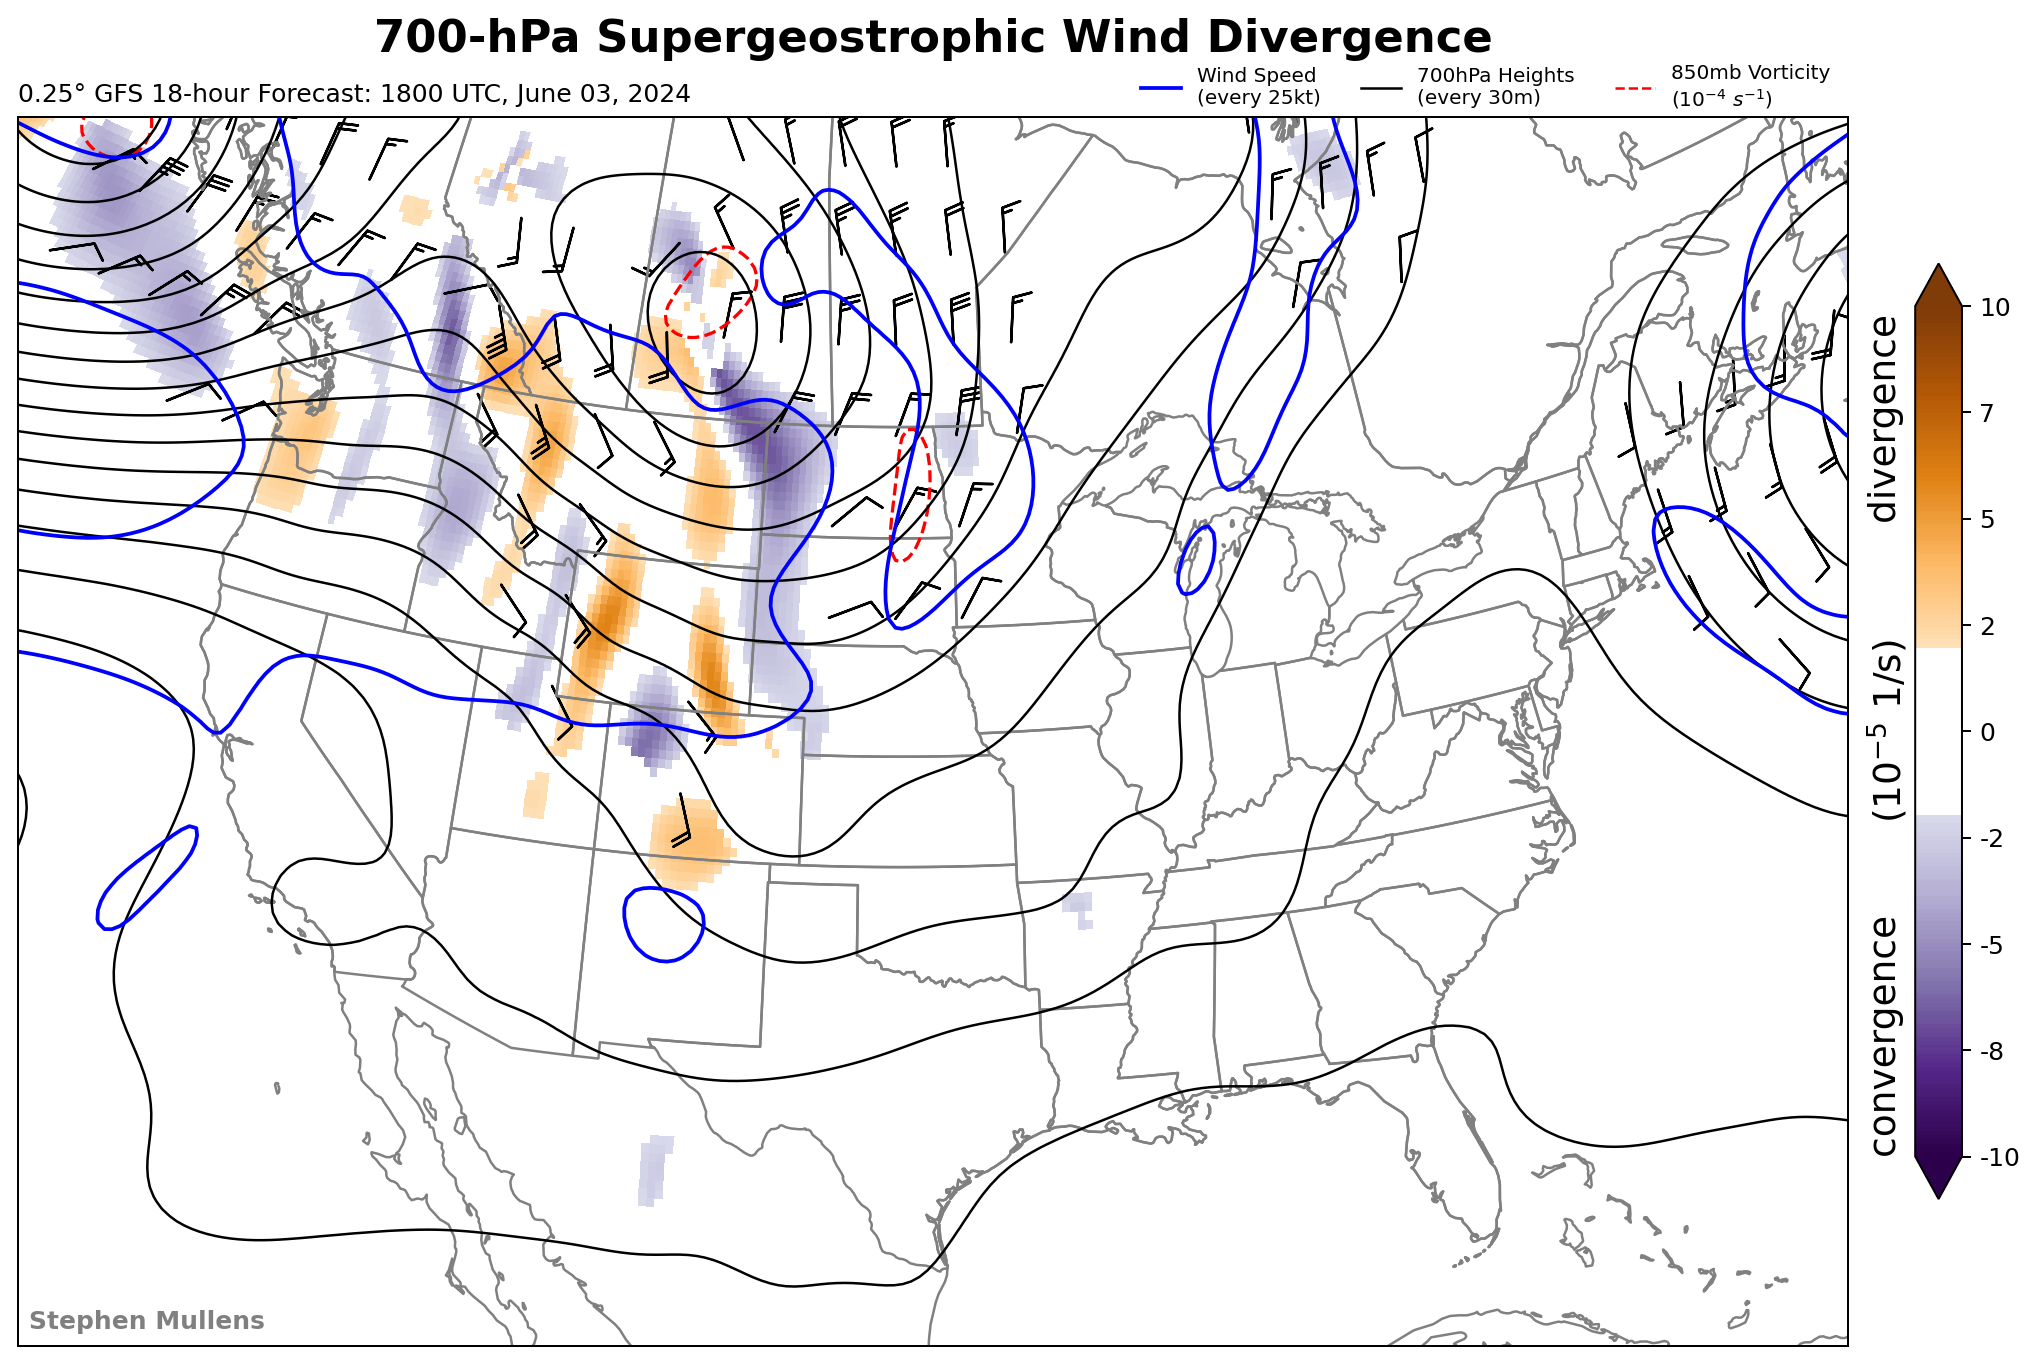 700-hPa Supergeostrophic Wind Divergence
0.25° GFS 18-hour Forecast: 1800 UTC, June 03, 2024
Wind Speed
(every 25kt)
700hPa Heights
(every 30m)
850mb Vorticity
(10⁻⁴ s⁻¹)
10
7
5
2
0
-2
-5
-8
-10
convergence (10⁻⁵ 1/s) divergence
Stephen Mullens